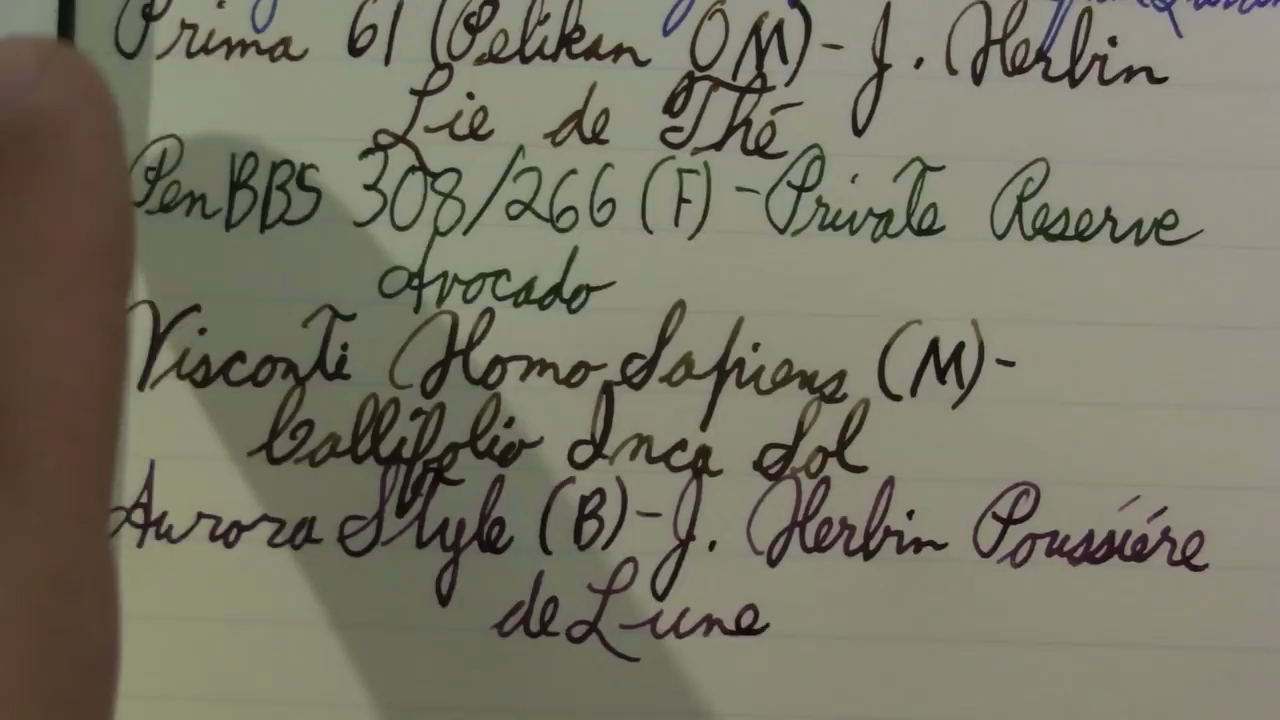 Prima 61 (Pelikan OM) - J. Herbin
Lie de Thé
PenBBS 308/266 (F) - Private Reserve
Avocado
Visconti Homo Sapiens (M) -
Callifolio Inca Sol
Aurora Style (B) - J. Herbin Poussiére
de Lune